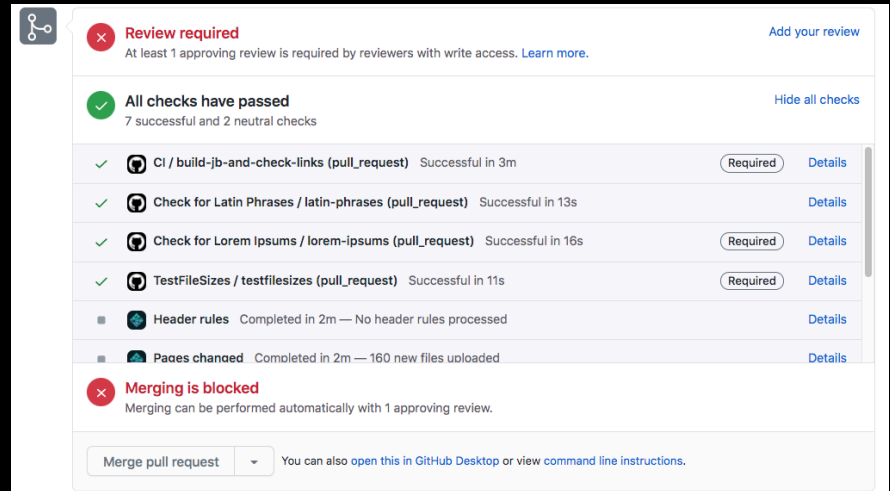 Review required
Add your review
At least 1 approving review is required by reviewers with write access. Learn more.
All checks have passed
Hide all checks
7 successful and 2 neutral checks
CI / build-jb-and-check-links (pull_request) Successful in 3m Required Details
Check for Latin Phrases / latin-phrases (pull_request) Successful in 13s Details
Check for Lorem Ipsums / lorem-ipsums (pull_request) Successful in 16s Required Details
TestFileSizes / testfilesizes (pull_request) Successful in 11s Required Details
Header rules Completed in 2m — No header rules processed Details
Pages changed Completed in 2m — 160 new files uploaded Details
Merging is blocked
Merging can be performed automatically with 1 approving review.
Merge pull request You can also open this in GitHub Desktop or view command line instructions.